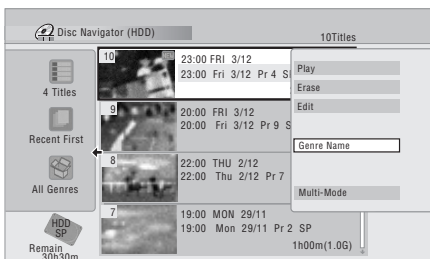 Disc Navigator (HDD)
10Titles
4 Titles
Recent First
All Genres
HDD
SP
Remain
30h30m
10
23:00 FRI 3/12
23:00 Fri 3/12 Pr 4 S
9
20:00 FRI 3/12
20:00 Fri 3/12 Pr 9 S
8
22:00 THU 2/12
22:00 Thu 2/12 Pr 7
7
19:00 MON 29/11
19:00 Mon 29/11 Pr 2 SP
1h00m(1.0G)
Play
Erase
Edit
Genre Name
Multi-Mode